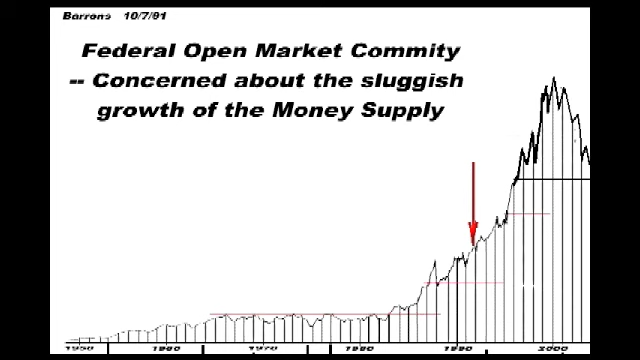 Barrons 10/7/91
Federal Open Market Commity
-- Concerned about the sluggish
growth of the Money Supply
1950 1960 1970 1980 1990 2000